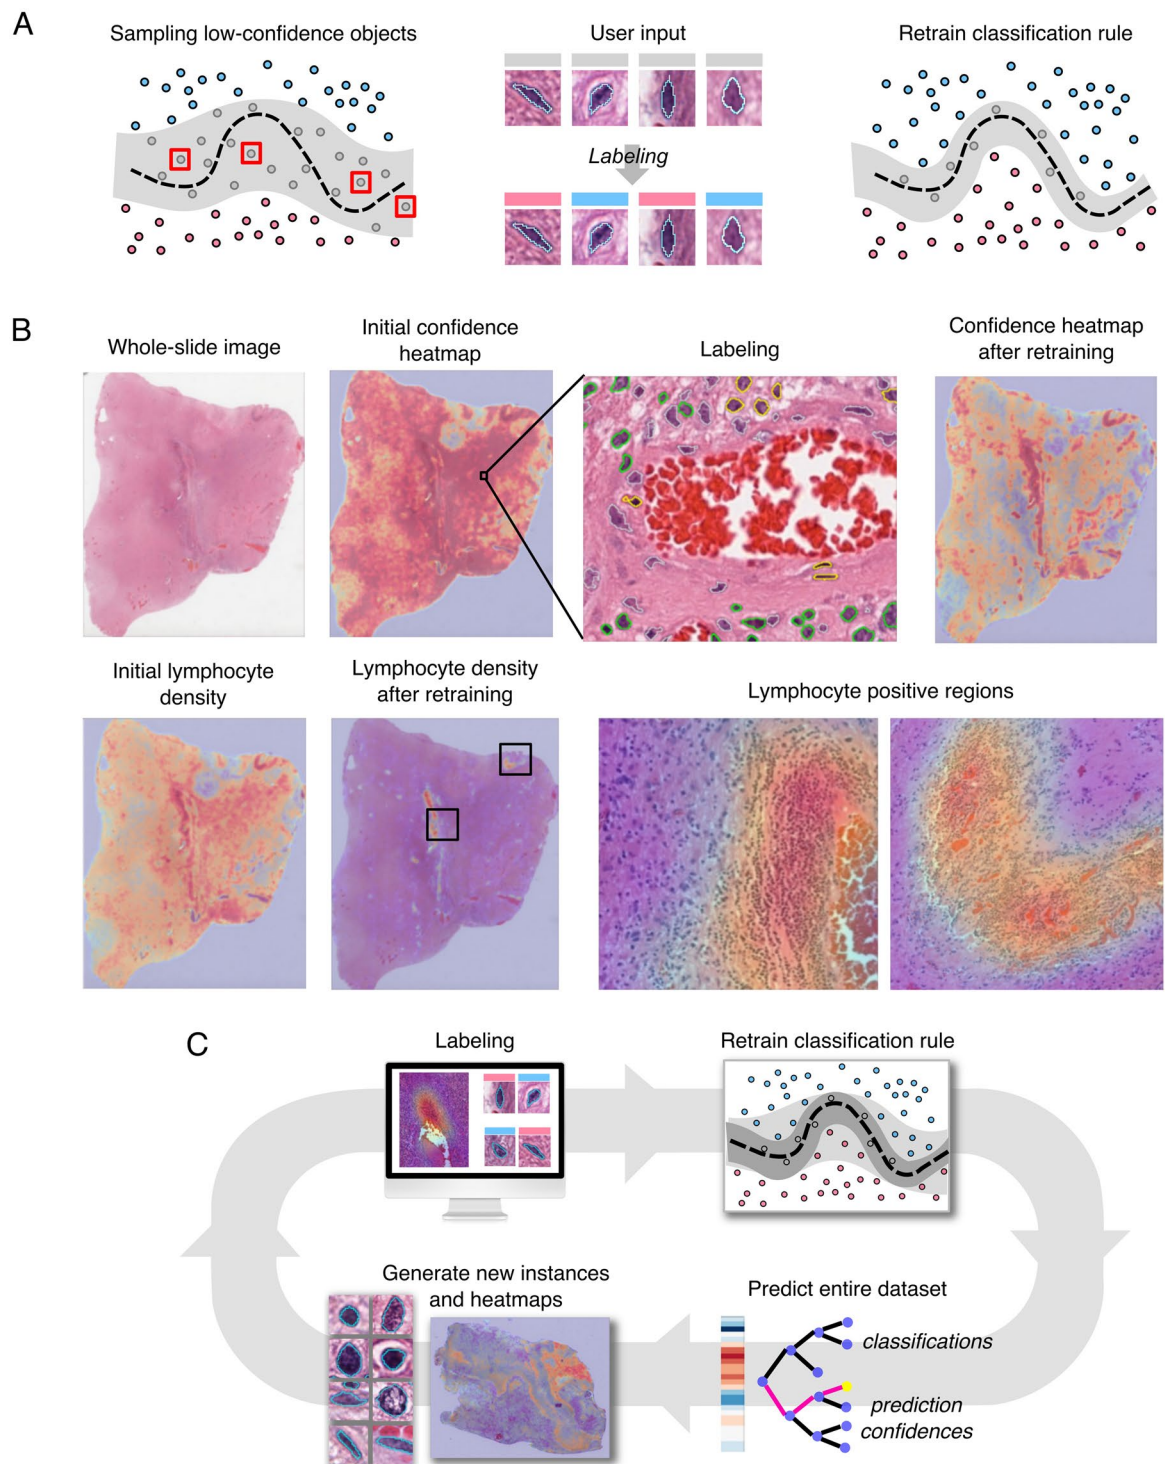 A
Sampling low-confidence objects
User input
Retrain classification rule
Labeling
B
Whole-slide image
Initial confidence
heatmap
Labeling
Confidence heatmap
after retraining
Initial lymphocyte
density
Lymphocyte density
after retraining
Lymphocyte positive regions
C
Labeling
Retrain classification rule
Generate new instances
and heatmaps
Predict entire dataset
classifications
prediction
confidences